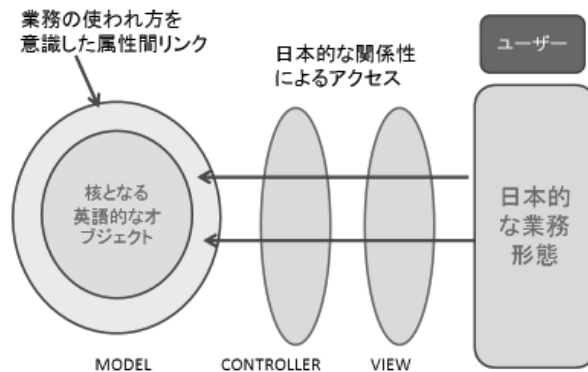 業務の使われ方を
意識した属性間リンク
日本的な関係性
によるアクセス
ユーザー
核となる
英語的なオ
ブジェクト
日本的
な業務
形態
MODEL
CONTROLLER
VIEW